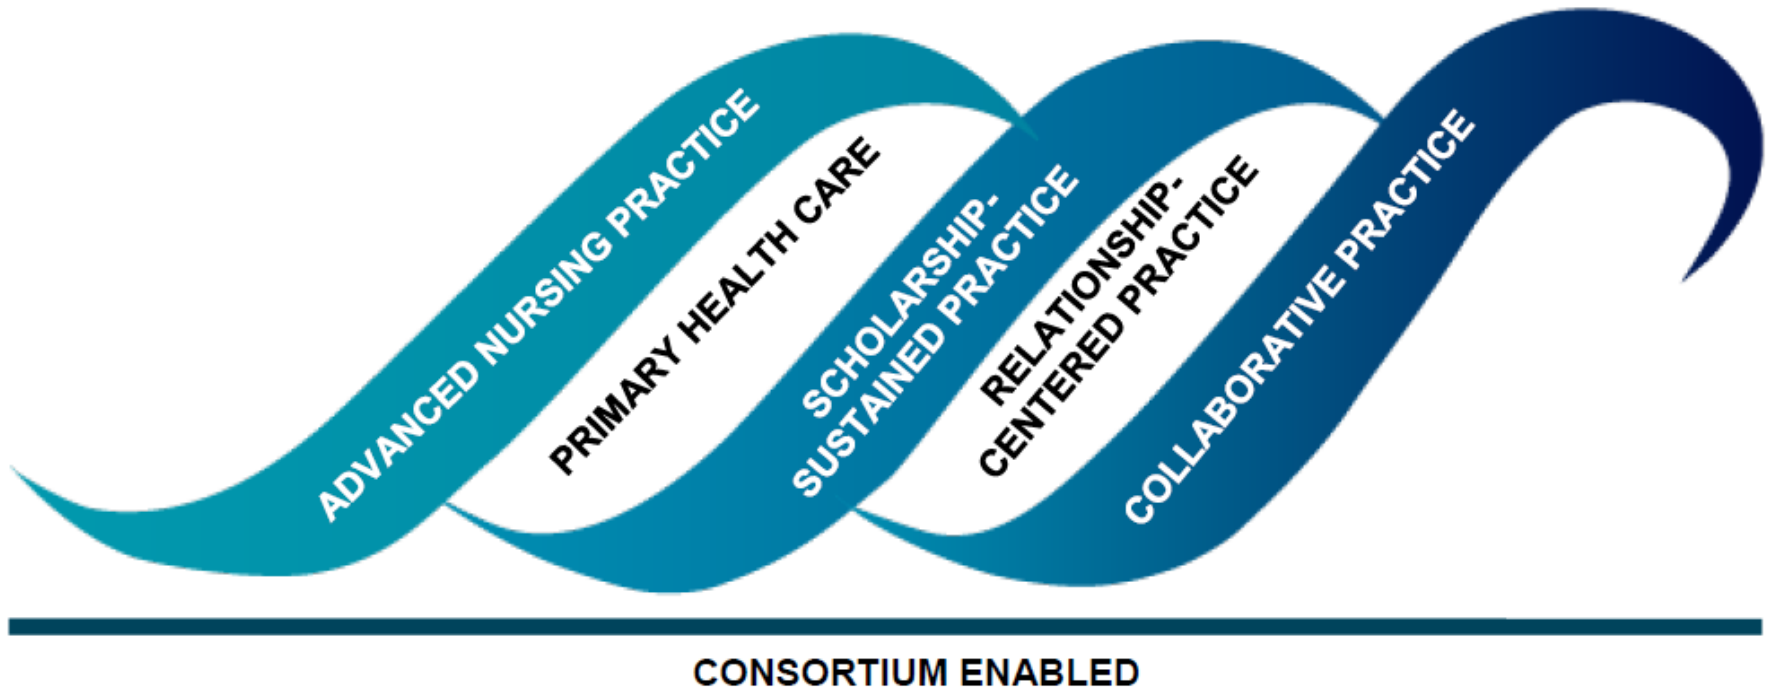 ADVANCED NURSING PRACTICE
PRIMARY HEALTH CARE
SCHOLARSHIP-
SUSTAINED PRACTICE
RELATIONSHIP-
CENTERED PRACTICE
COLLABORATIVE PRACTICE
CONSORTIUM ENABLED